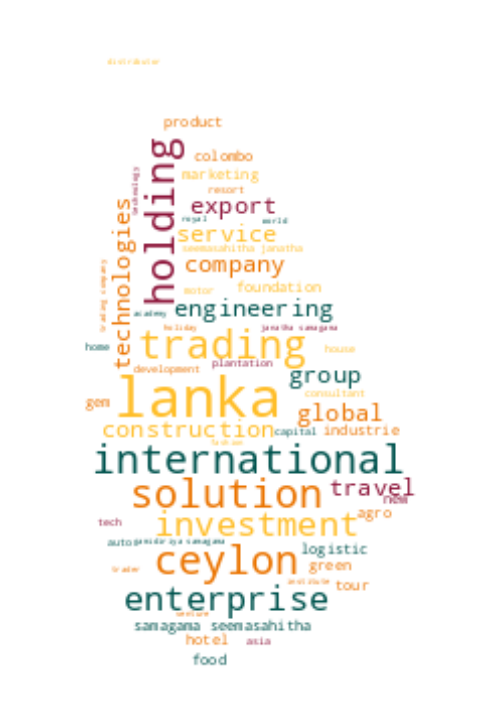 distributor
product
holding
colombo
technology
marketing
resort
technologies
export
royal
world
service
seemasahitha janatha
company
trading company
motor
foundation
academy
engineering
holiday
janatha samagama
home
trading
house
development
plantation
group
lanka
consultant
gem
global
construction
capital
industrie
fashion
international
solution
travel
new
tech
investment
agro
auto
gamidiriya samagama
logistic
ceylon
trader
green
institute
tour
enterprise
venture
samagama seemasahitha
hotel
asia
food